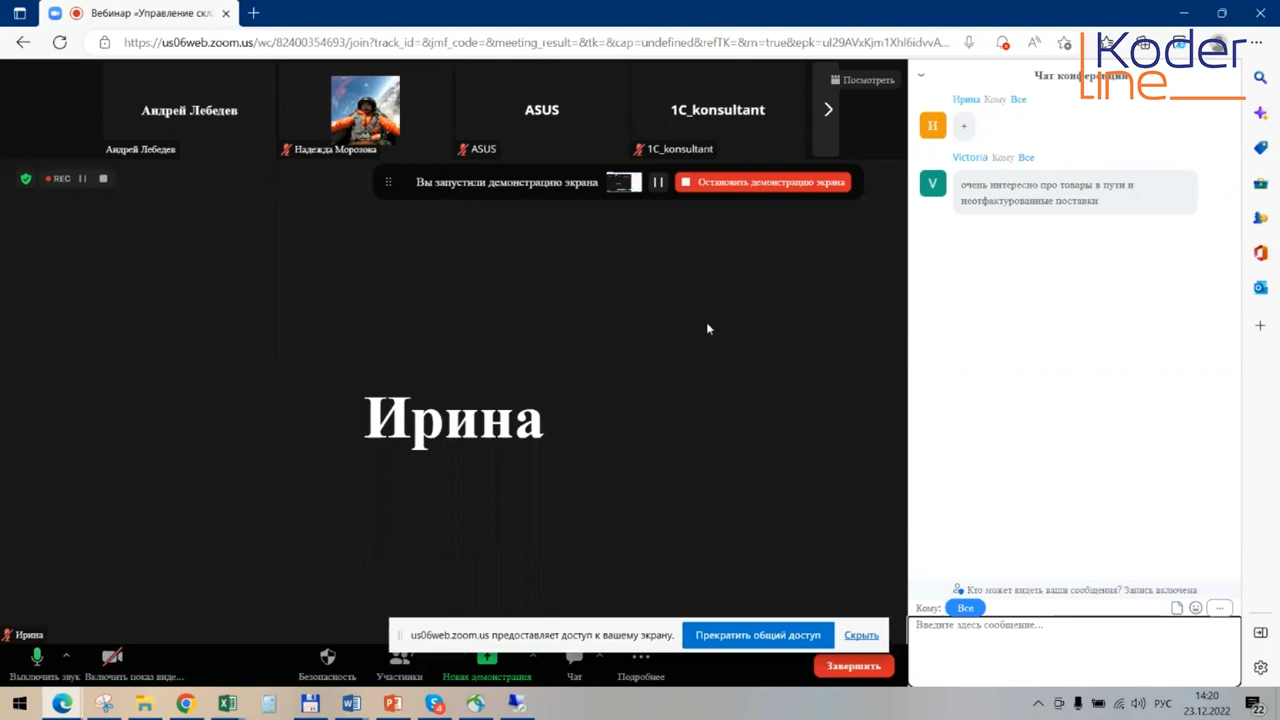 Вебинар «Управление скл
https://us06web.zoom.us/wc/82400354693/join?track_id=&jmf_code=&meeting_result=&tk=&cap=undefined&refTK=&rn=true&epk=
Koder
line
Андрей Лебедев
ASUS
1C_konsultant
Посмотреть
Андрей Лебедев
Надежда Морозова
ASUS
1C_konsultant
REC
Вы запустили демонстрацию экрана
Остановить демонстрацию экрана
Ирина
Ирина
us06web.zoom.us предоставляет доступ к вашему экрану.
Прекратить общий доступ
Скрыть
Выключить звук
Включить показ виде...
Безопасность
Участники
Новая демонстрация
Чат
Подробнее
Завершить
Чат конференции
Ирина Кому Все
И
+
Victoria Кому Все
V
очень интересно про товары в пути и
неотфактурованные поставки
Кто может видеть ваши сообщения? Запись включена
Кому: Все
Введите здесь сообщение...
РУС
14:20
23.12.2022
22